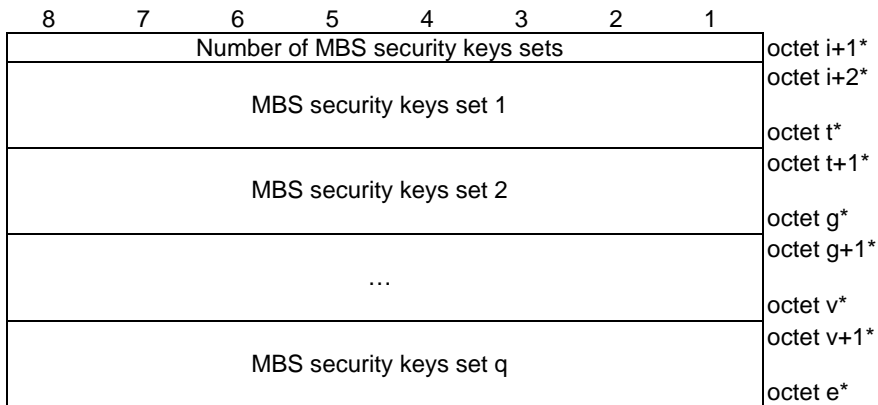 8 7 6 5 4 3 2 1
Number of MBS security keys sets octet i+1*
octet i+2*
MBS security keys set 1
octet t*
octet t+1*
MBS security keys set 2
octet g*
octet g+1*
…
octet v*
octet v+1*
MBS security keys set q
octet e*